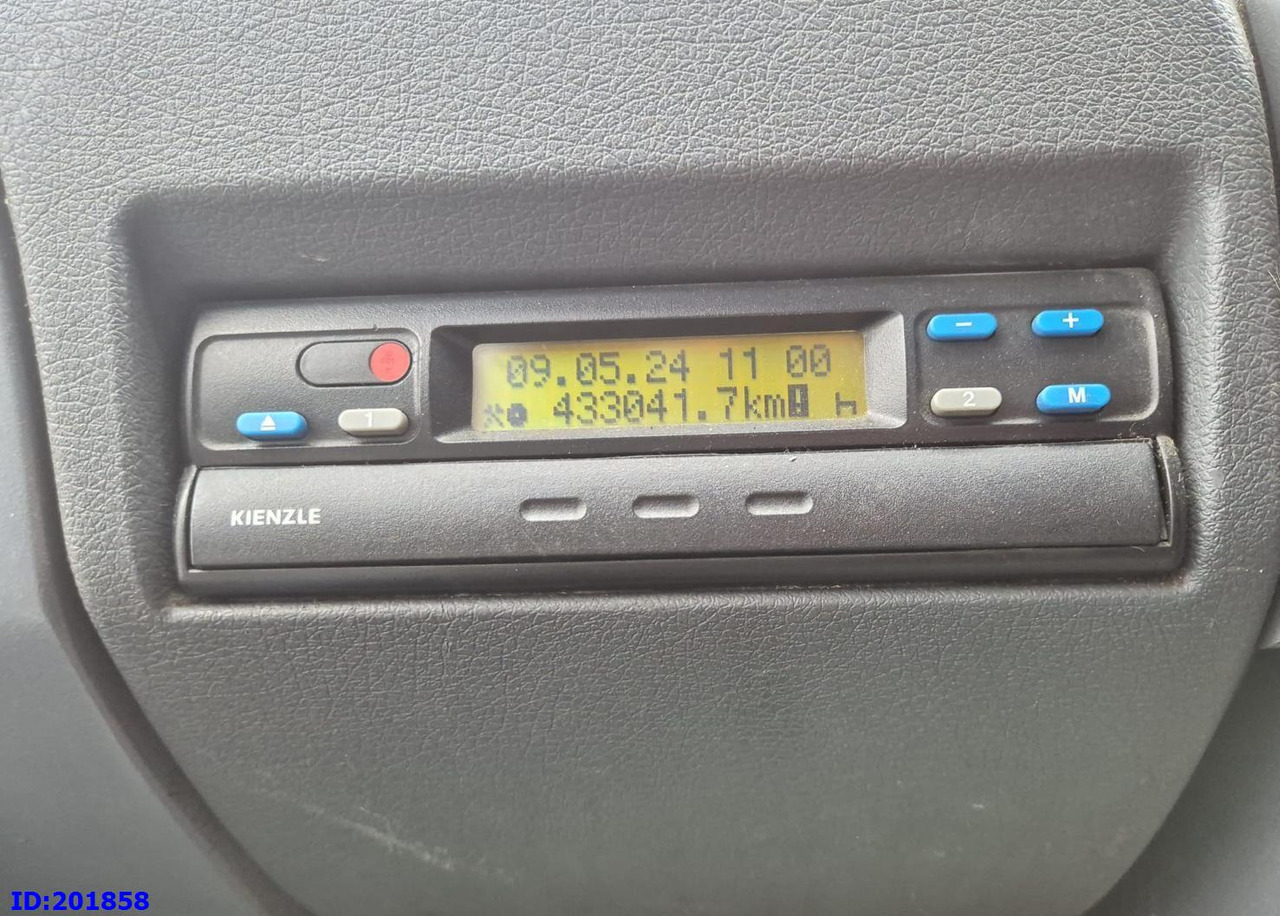 09.05.24 11 00
433041.7km!
- +
1
2 M
KIENZLE
ID:201858